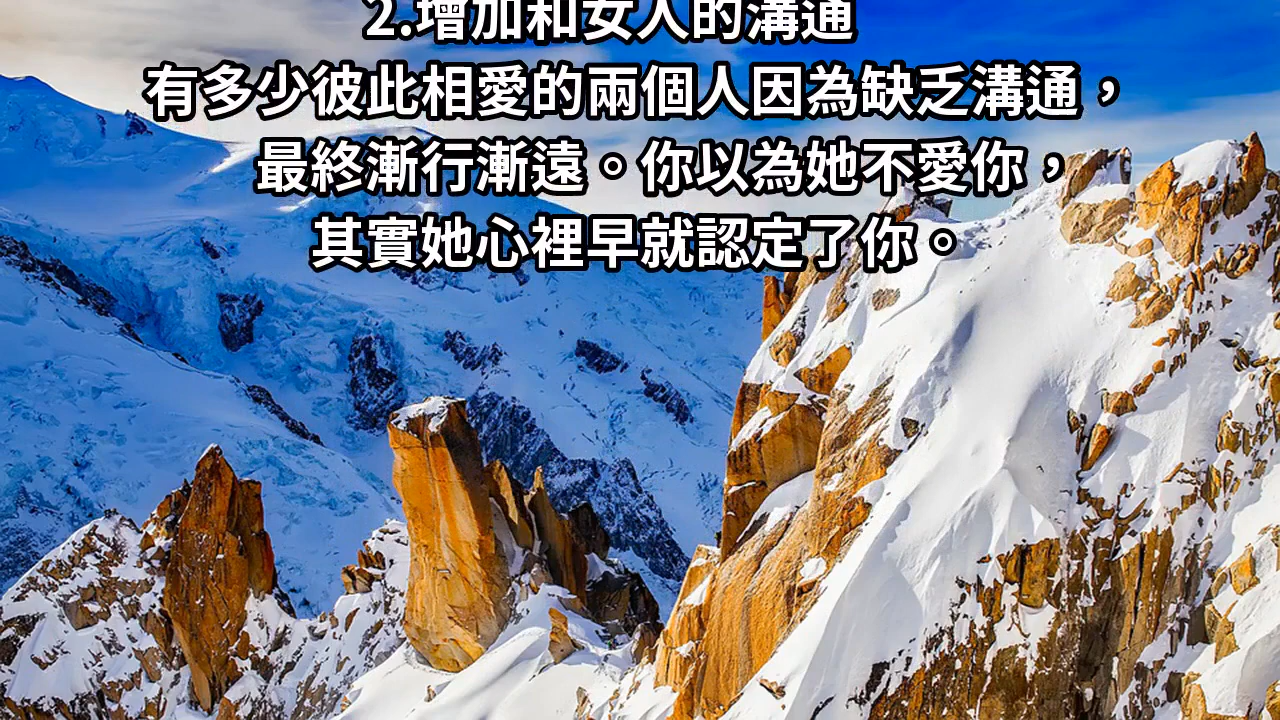 2.增加和女人的溝通
有多少彼此相愛的兩個人因為缺乏溝通，
最終漸行漸遠。你以為她不愛你，
其實她心裡早就認定了你。